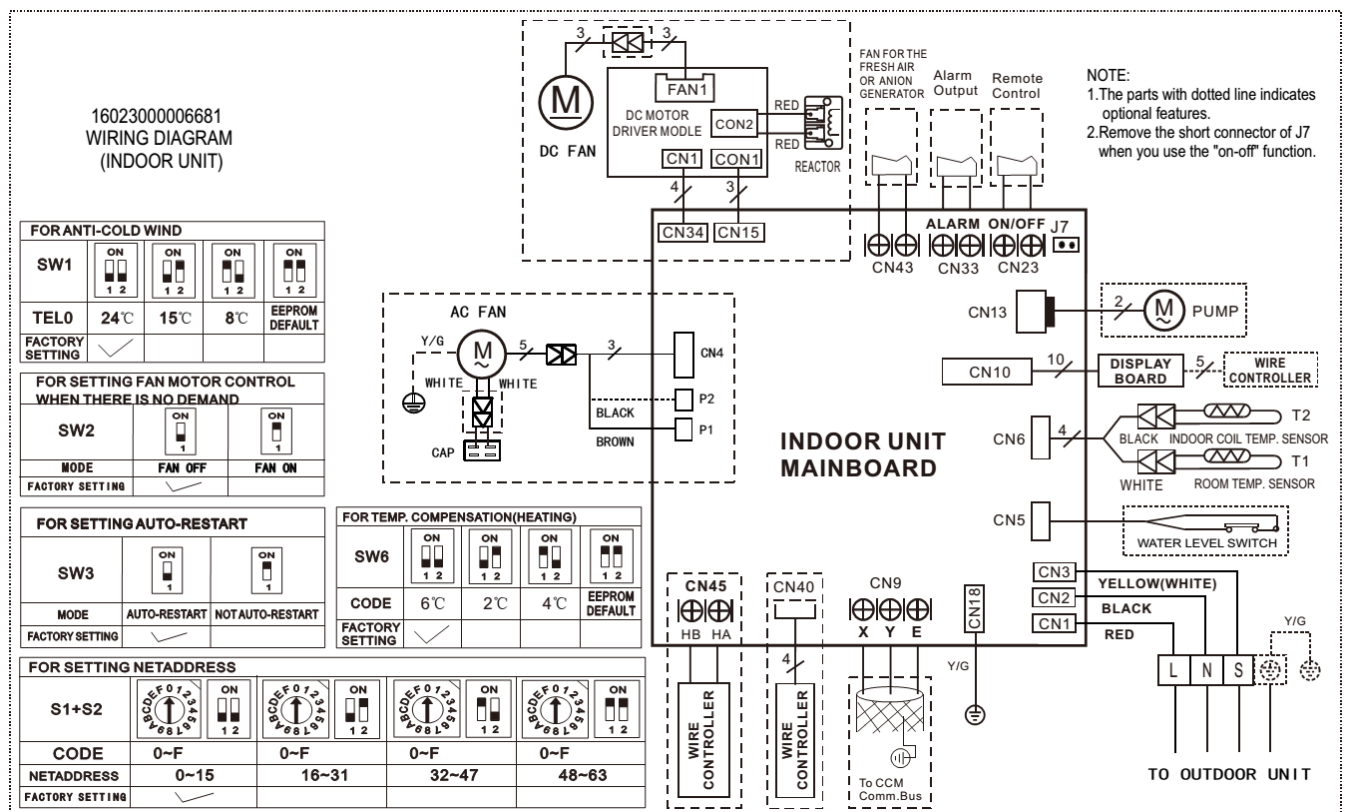 16023000006681
WIRING DIAGRAM
(INDOOR UNIT)
3 3
M
DC FAN
FAN1
DC MOTOR
DRIVER MODLE
CON2
RED
RED
REACTOR
CN1 CON1
4 3
CN34 CN15
FAN FOR THE
FRESH AIR
OR ANION
GENERATOR
Alarm
Output
Remote
Control
NOTE:
1.The parts with dotted line indicates
optional features.
2.Remove the short connector of J7
when you use the "on-off" function.
ALARM ON/OFF J7
CN43 CN33 CN23
CN13 2 M PUMP
CN10 10 DISPLAY
BOARD
5 WIRE
CONTROLLER
CN6 4
T2
BLACK INDOOR COIL TEMP. SENSOR
T1
WHITE ROOM TEMP. SENSOR
CN5
WATER LEVEL SWITCH
CN3 YELLOW(WHITE)
CN2 BLACK
CN1 RED
Y/G
L N S
TO OUTDOOR UNIT
INDOOR UNIT
MAINBOARD
AC FAN
Y/G
M
5 3
CN4
WHITE WHITE
P2
BLACK
P1
BROWN
CAP
FOR ANTI-COLD WIND
SW1
ON ON ON ON
1 2 1 2 1 2 1 2
TEL0 24℃ 15℃ 8℃ EEPROM
DEFAULT
FACTORY
SETTING
FOR SETTING FAN MOTOR CONTROL
WHEN THERE IS NO DEMAND
SW2
ON ON
1 1
MODE FAN OFF FAN ON
FACTORY SETTING
FOR SETTING AUTO-RESTART
SW3
ON ON
1 1
MODE AUTO-RESTART NOT AUTO-RESTART
FACTORY SETTING
FOR TEMP. COMPENSATION(HEATING)
SW6
ON ON ON ON
1 2 1 2 1 2 1 2
CODE 6℃ 2℃ 4℃ EEPROM
DEFAULT
FACTORY
SETTING
FOR SETTING NETADDRESS
S1+S2
0123456789ABCDEF ON 0123456789ABCDEF ON 0123456789ABCDEF ON 0123456789ABCDEF ON
1 2 1 2 1 2 1 2
CODE 0~F 0~F 0~F 0~F
NETADDRESS 0~15 16~31 32~47 48~63
FACTORY SETTING
CN45
HB HA
WIRE
CONTROLLER
CN40
4
WIRE
CONTROLLER
CN9
X Y E
To CCM
Comm.Bus
CN18
Y/G